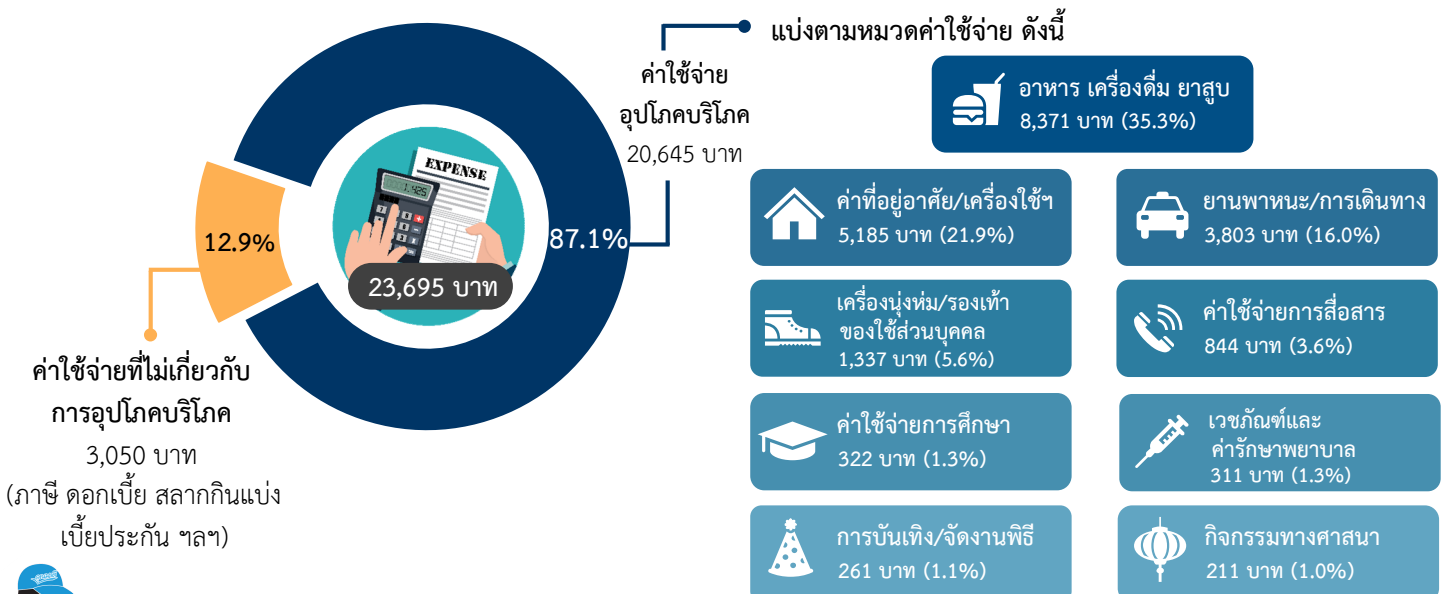 แบ่งตามหมวดค่าใช้จ่าย ดังนี้
ค่าใช้จ่าย
อุปโภคบริโภค
20,645 บาท
87.1%
12.9%
EXPENSE
1,425
23,695 บาท
ค่าใช้จ่ายที่ไม่เกี่ยวกับ
การอุปโภคบริโภค
3,050 บาท
(ภาษี ดอกเบี้ย สลากกินแบ่ง
เบี้ยประกัน ฯลฯ)
อาหาร เครื่องดื่ม ยาสูบ
8,371 บาท (35.3%)
ค่าที่อยู่อาศัย/เครื่องใช้ฯ
5,185 บาท (21.9%)
ยานพาหนะ/การเดินทาง
3,803 บาท (16.0%)
เครื่องนุ่งห่ม/รองเท้า
ของใช้ส่วนบุคคล
1,337 บาท (5.6%)
ค่าใช้จ่ายการสื่อสาร
844 บาท (3.6%)
ค่าใช้จ่ายการศึกษา
322 บาท (1.3%)
เวชภัณฑ์และ
ค่ารักษาพยาบาล
311 บาท (1.3%)
การบันเทิง/จัดงานพิธี
261 บาท (1.1%)
กิจกรรมทางศาสนา
211 บาท (1.0%)